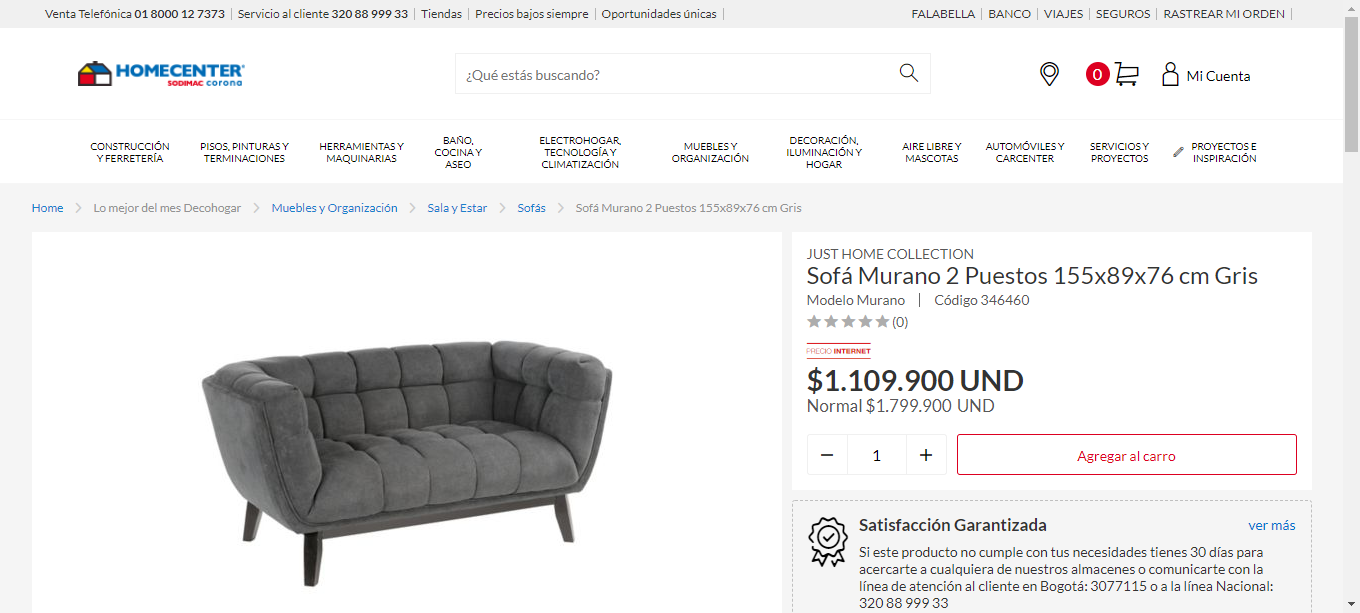 Venta Telefónica 01 8000 12 7373 | Servicio al cliente 320 88 999 33 | Tiendas | Precios bajos siempre | Oportunidades únicas |
FALABELLA | BANCO | VIAJES | SEGUROS | RASTREAR MI ORDEN |
HOMECENTER
SODIMAC corona
¿Qué estás buscando?
0
Mi Cuenta
CONSTRUCCIÓN
Y FERRETERÍA
PISOS, PINTURAS Y
TERMINACIONES
HERRAMIENTAS Y
MAQUINARIAS
BAÑO,
COCINA Y
ASEO
ELECTROHOGAR,
TECNOLOGÍA Y
CLIMATIZACIÓN
MUEBLES Y
ORGANIZACIÓN
DECORACIÓN,
ILUMINACIÓN Y
HOGAR
AIRE LIBRE Y
MASCOTAS
AUTOMÓVILES Y
CARCENTER
SERVICIOS Y
PROYECTOS
PROYECTOS E
INSPIRACIÓN
Home > Lo mejor del mes Decohogar > Muebles y Organización > Sala y Estar > Sofás > Sofá Murano 2 Puestos 155x89x76 cm Gris
JUST HOME COLLECTION
Sofá Murano 2 Puestos 155x89x76 cm Gris
Modelo Murano | Código 346460
(0)
PRECIO INTERNET
$1.109.900 UND
Normal $1.799.900 UND
− 1 +
Agregar al carro
Satisfacción Garantizada
ver más
Si este producto no cumple con tus necesidades tienes 30 días para
acercarte a cualquiera de nuestros almacenes o comunicarte con la
línea de atención al cliente en Bogotá: 3077115 o a la línea Nacional:
320 88 999 33